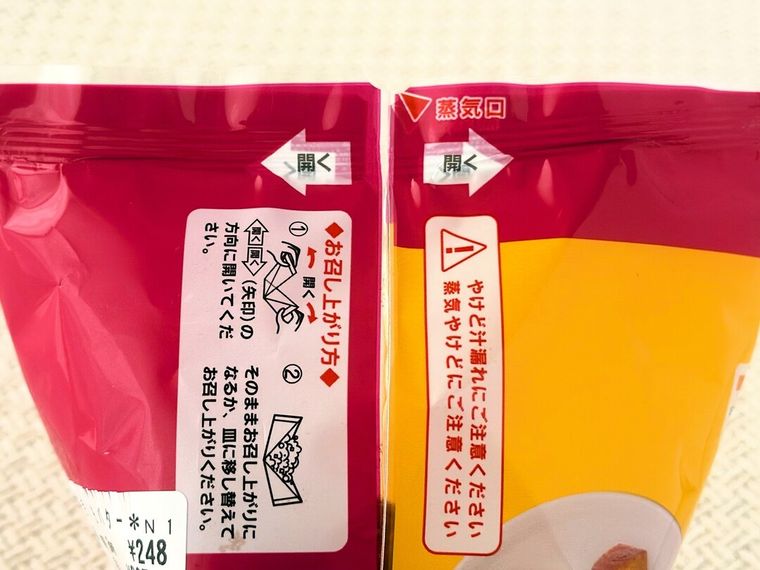 蒸気口
開く
開く
◆お召し上がり方◆
①
開く
開く 開く (矢印)の
方向に開いてくだ
さい。
②
そのままお召し上がりに
なるか、皿に移し替えて
お召し上がりください。
やけど汁漏れにご注意ください
蒸気やけどにご注意ください
ター*N1
¥248